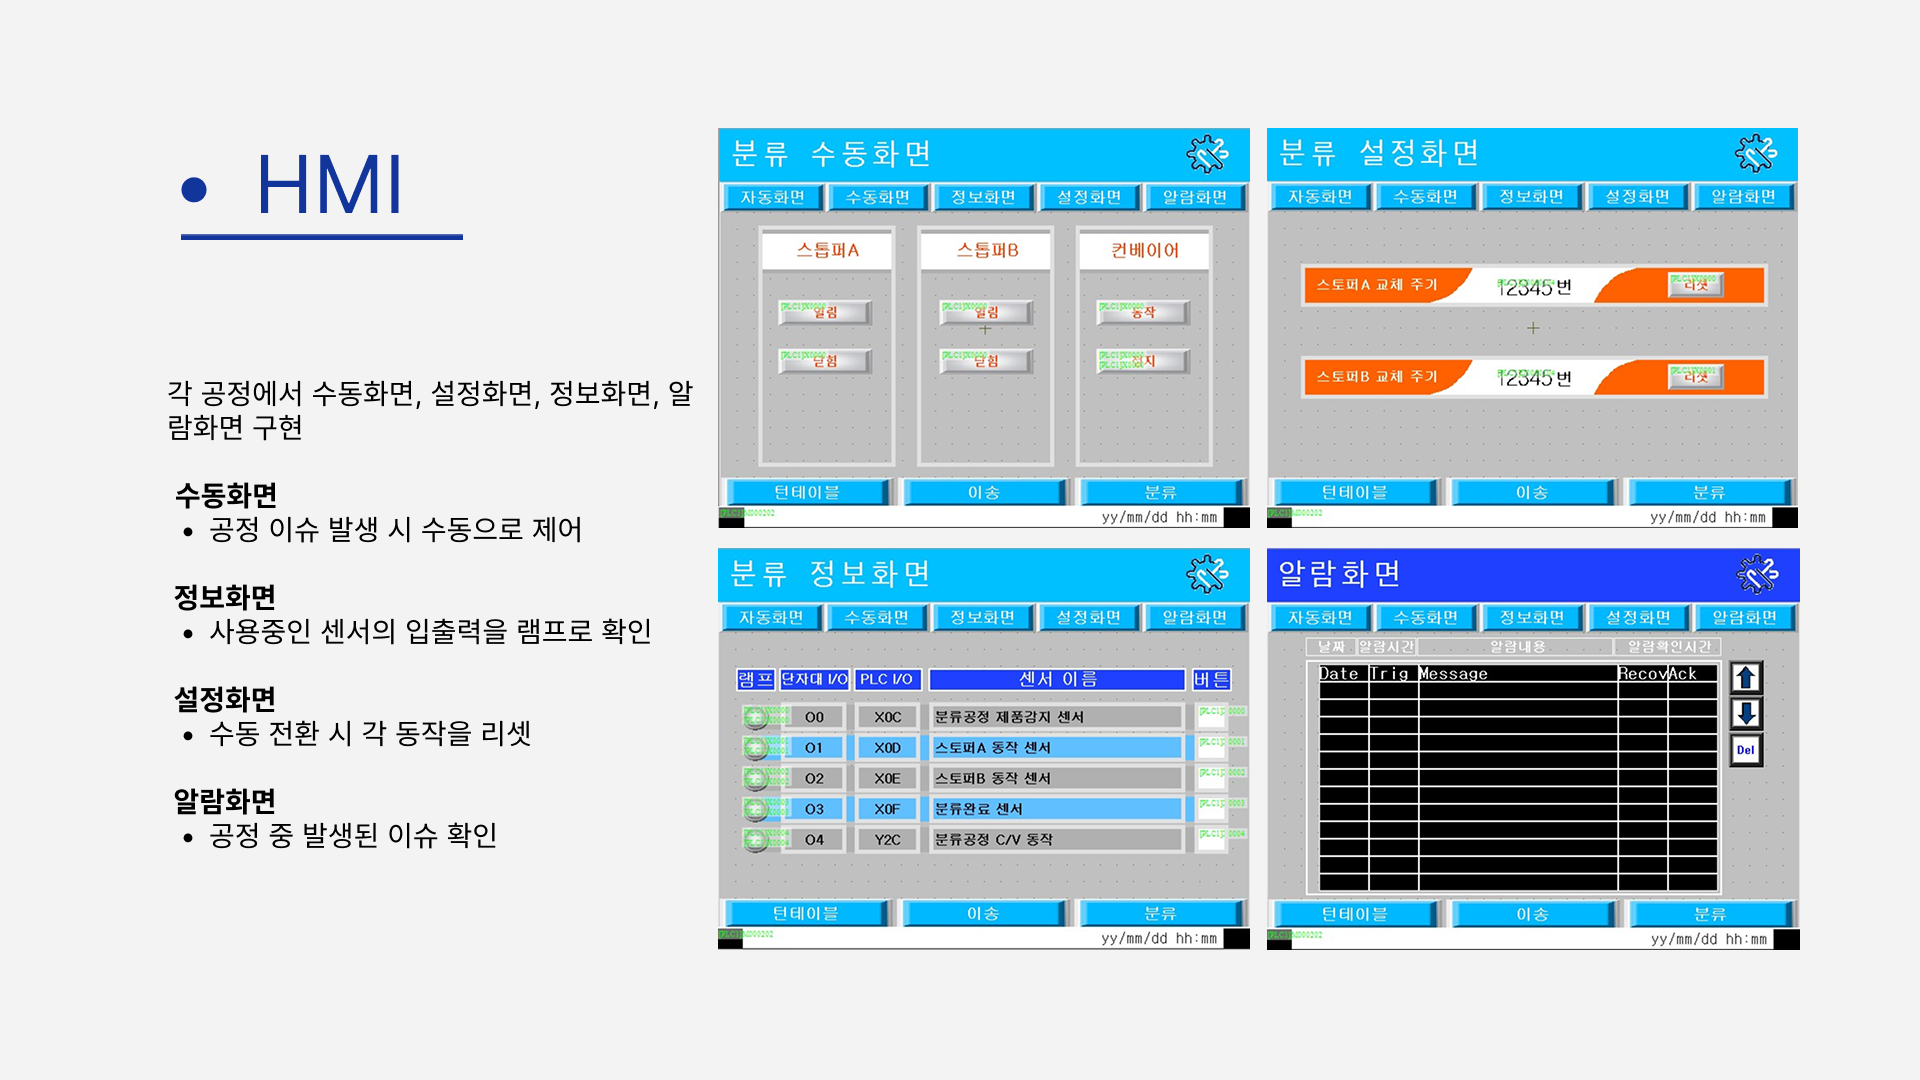 • HMI
각 공정에서 수동화면, 설정화면, 정보화면, 알
람화면 구현
수동화면
• 공정 이슈 발생 시 수동으로 제어
정보화면
• 사용중인 센서의 입출력을 램프로 확인
설정화면
• 수동 전환 시 각 동작을 리셋
알람화면
• 공정 중 발생된 이슈 확인
분류 수동화면
자동화면 수동화면 정보화면 설정화면 알람화면
스톱퍼A 스톱퍼B 컨베이어
열림 열림 동작
닫힘 닫힘 정지
턴테이블 이송 분류
yy/mm/dd hh:mm
분류 설정화면
자동화면 수동화면 정보화면 설정화면 알람화면
스토퍼A 교체 주기 12345번 리셋
스토퍼B 교체 주기 12345번 리셋
턴테이블 이송 분류
yy/mm/dd hh:mm
분류 정보화면
자동화면 수동화면 정보화면 설정화면 알람화면
램프 단자대 I/O PLC I/O 센서 이름 버튼
00 X0C 분류공정 제품감지 센서
01 X0D 스토퍼A 동작 센서
02 X0E 스토퍼B 동작 센서
03 X0F 분류완료 센서
04 Y2C 분류공정 C/V 동작
턴테이블 이송 분류
yy/mm/dd hh:mm
알람화면
자동화면 수동화면 정보화면 설정화면 알람화면
날짜 알람시간 알람내용 알람확인시간
Date Trig Message Recov Ack
Del
턴테이블 이송 분류
yy/mm/dd hh:mm